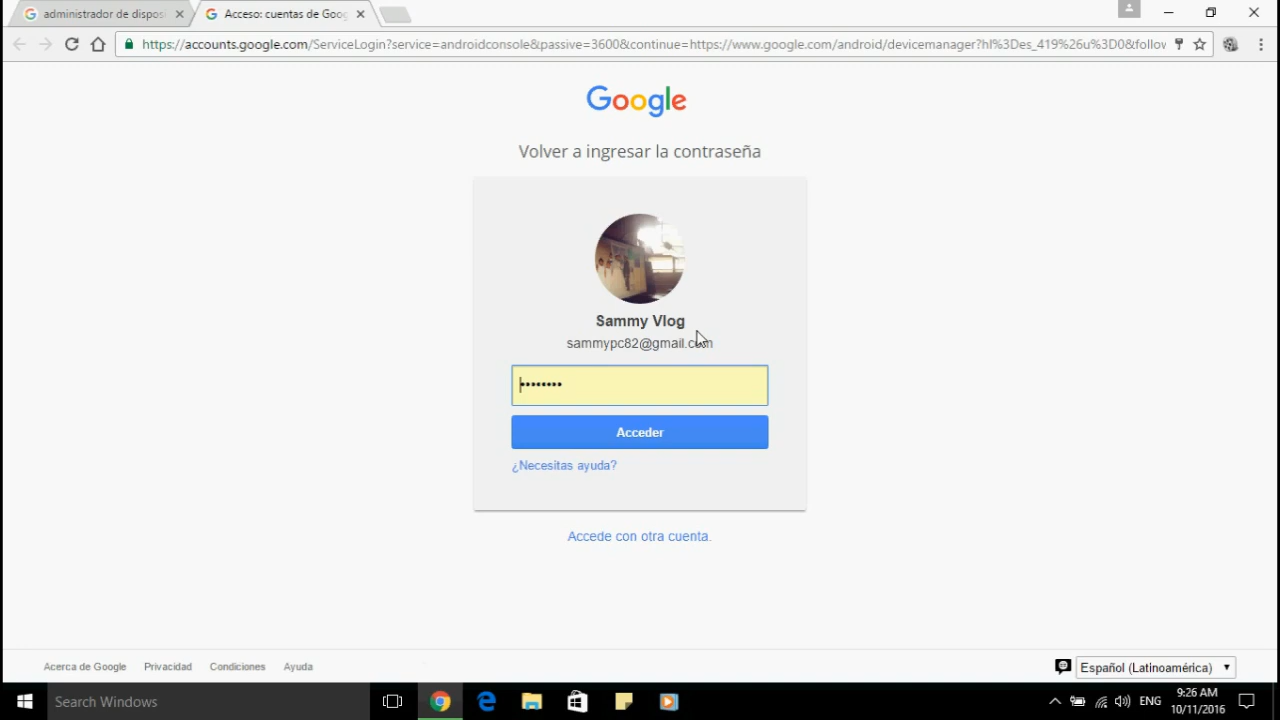 administrador de dispos
Acceso: cuentas de Goog
https://accounts.google.com/ServiceLogin?service=androidconsole&passive=3600&continue=https://www.google.com/android/devicemanager?hl%3Des_419%26u%3D0&follow
Google
Volver a ingresar la contraseña
Sammy Vlog
sammypc82@gmail.com
••••••••
Acceder
¿Necesitas ayuda?
Accede con otra cuenta.
Acerca de Google Privacidad Condiciones Ayuda
Español (Latinoamérica)
Search Windows
ENG
9:26 AM
10/11/2016